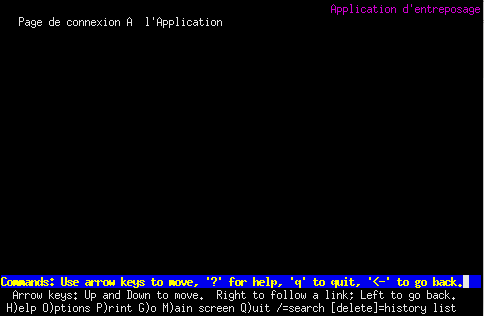 Application d'entreposage
Page de connexion A  l'Application
Commands: Use arrow keys to move, '?' for help, 'q' to quit, '<-' to go back.
Arrow keys: Up and Down to move.  Right to follow a link; Left to go back.
H)elp O)ptions P)rint G)o M)ain screen Q)uit /=search [delete]=history list